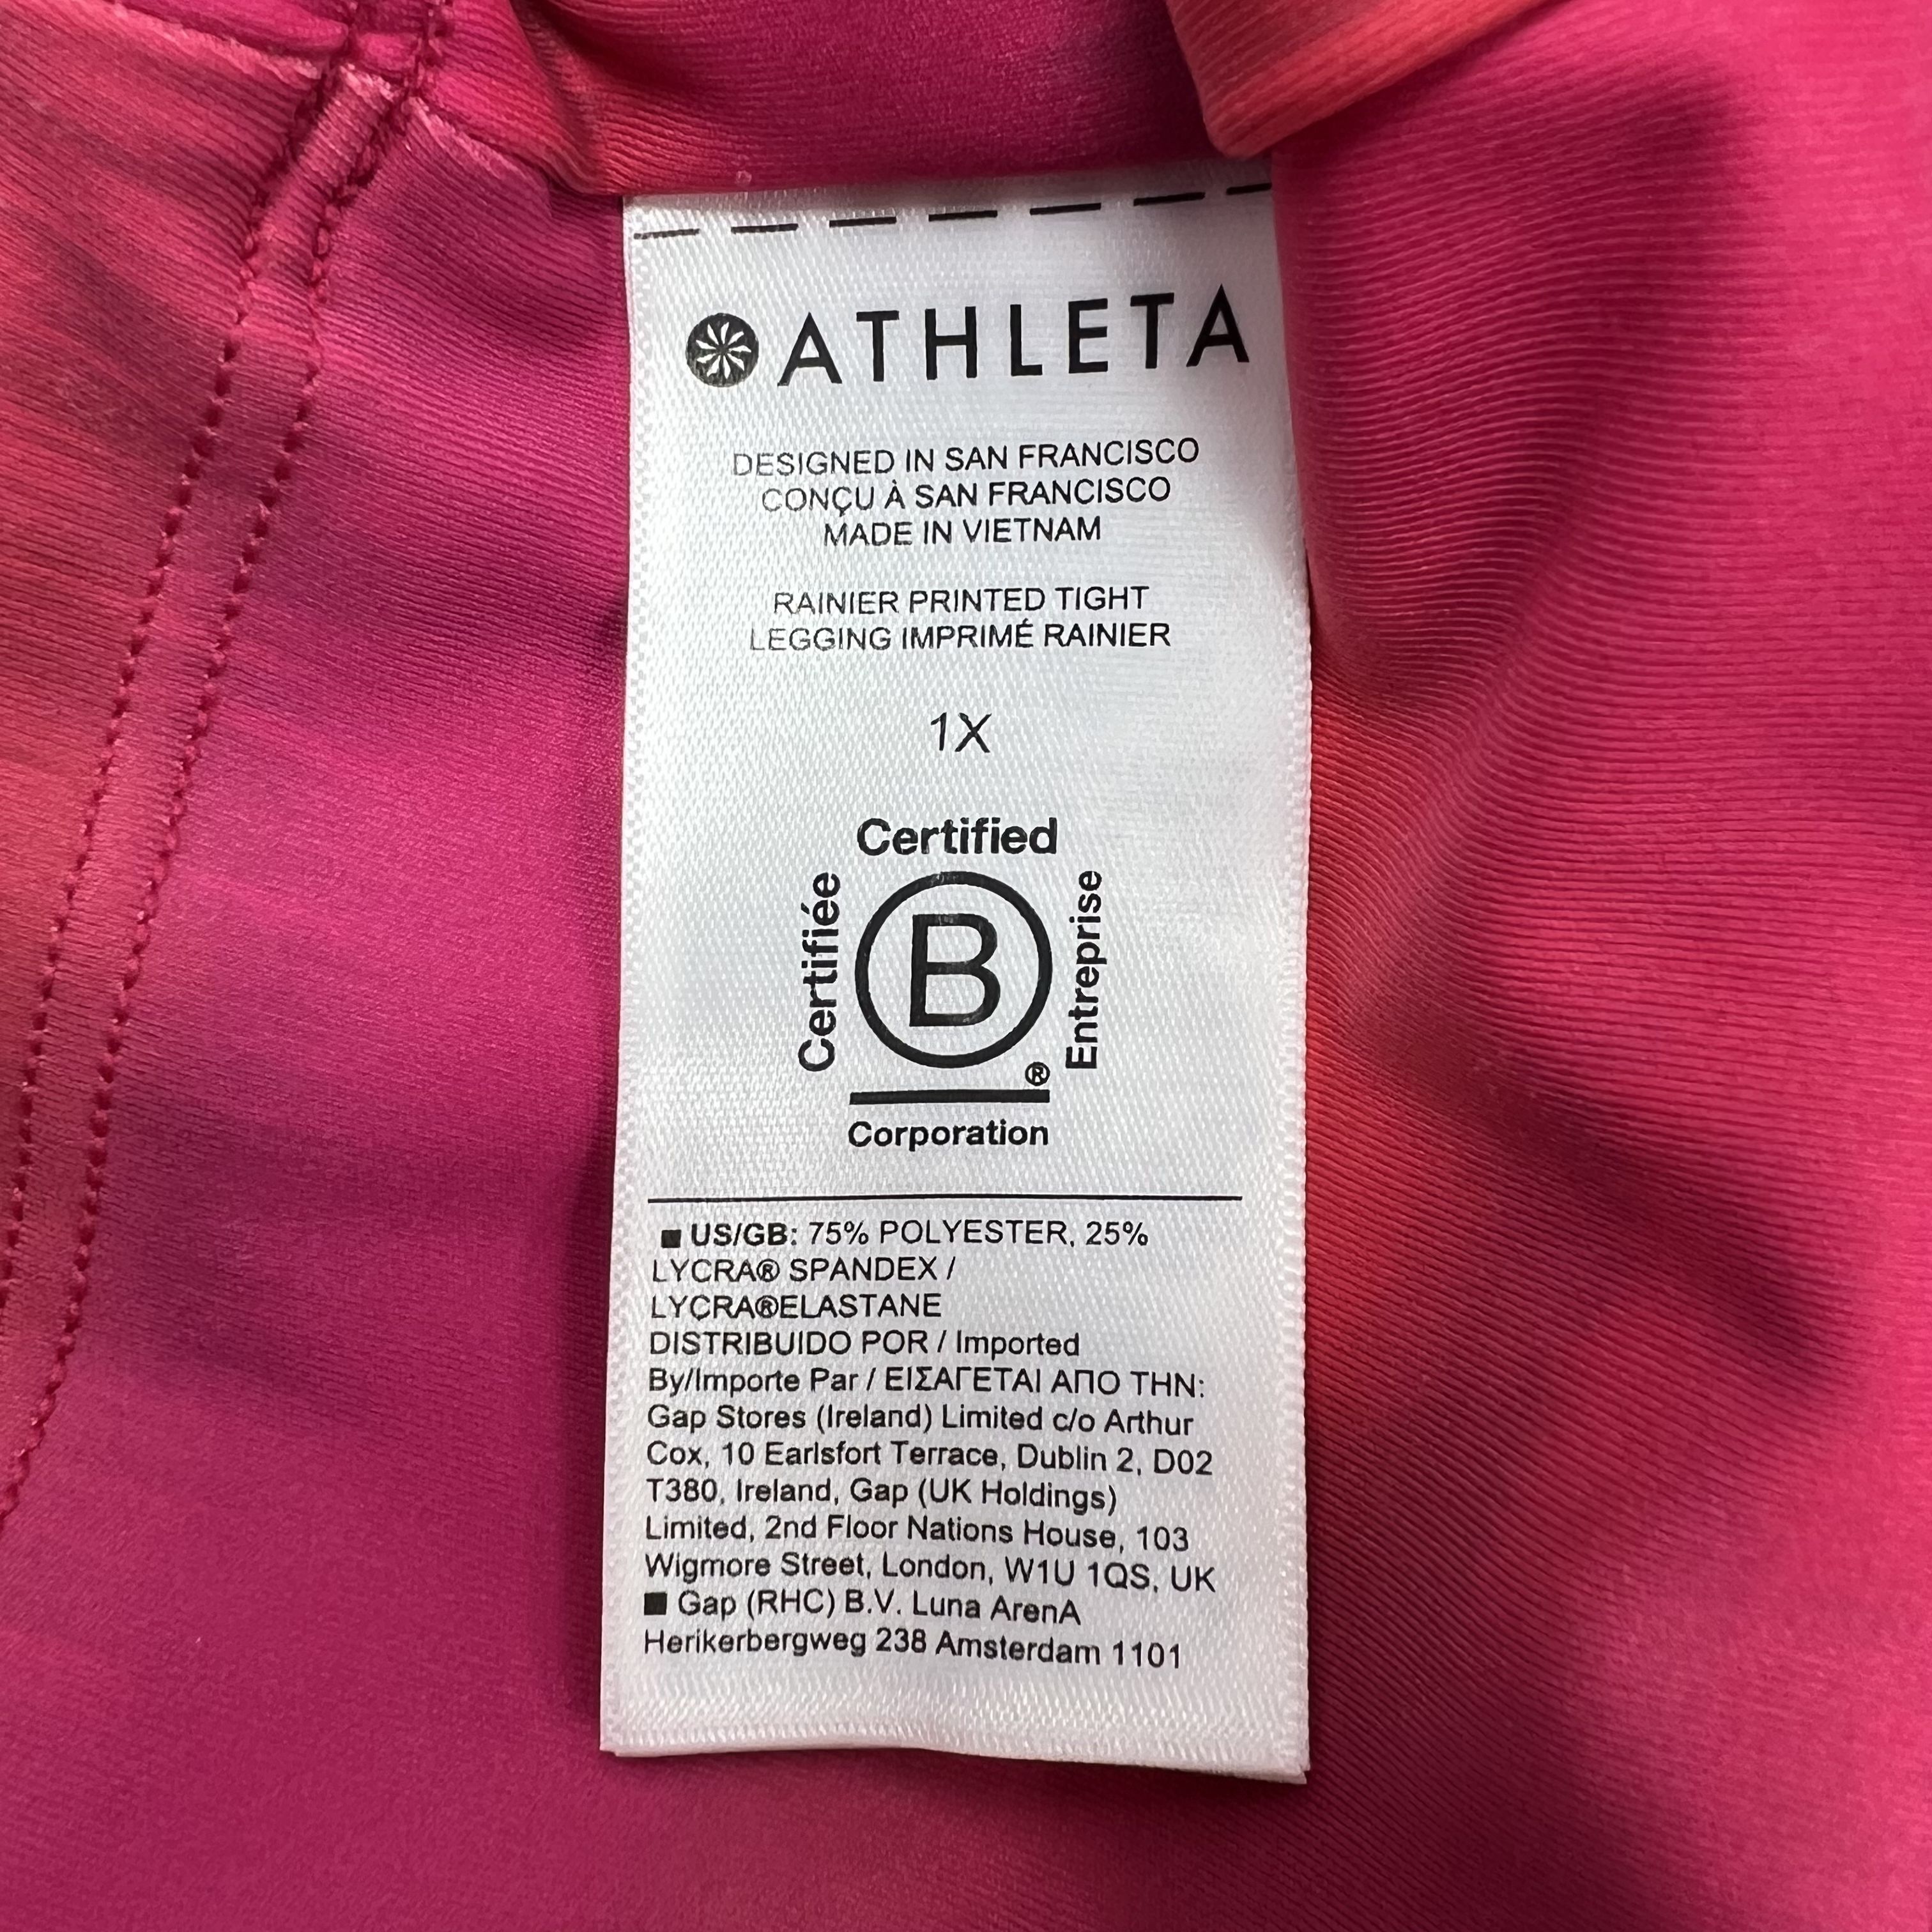 ATHLETA
DESIGNED IN SAN FRANCISCO
CONÇU À SAN FRANCISCO
MADE IN VIETNAM
RAINIER PRINTED TIGHT
LEGGING IMPRIMÉ RAINIER
1X
Certified
Certifiée
B
Entreprise
®
Corporation
■ US/GB: 75% POLYESTER, 25%
LYCRA® SPANDEX /
LYCRA®ELASTANE
DISTRIBUIDO POR / Imported
By/Importe Par / ΕΙΣΑΓΕΤΑΙ ΑΠΟ ΤΗΝ:
Gap Stores (Ireland) Limited c/o Arthur
Cox, 10 Earlsfort Terrace, Dublin 2, D02
T380, Ireland, Gap (UK Holdings)
Limited, 2nd Floor Nations House, 103
Wigmore Street, London, W1U 1QS, UK
■ Gap (RHC) B.V. Luna ArenA
Herikerbergweg 238 Amsterdam 1101